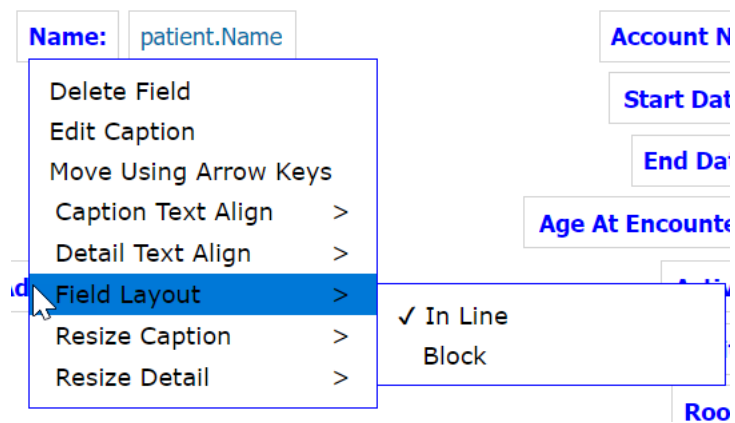 Name: patient.Name
Account N
Start Dat
End Da
Age At Encounte
Delete Field
Edit Caption
Move Using Arrow Keys
Caption Text Align >
Detail Text Align >
Field Layout >
Resize Caption >
Resize Detail >
✓ In Line
Block
Roo